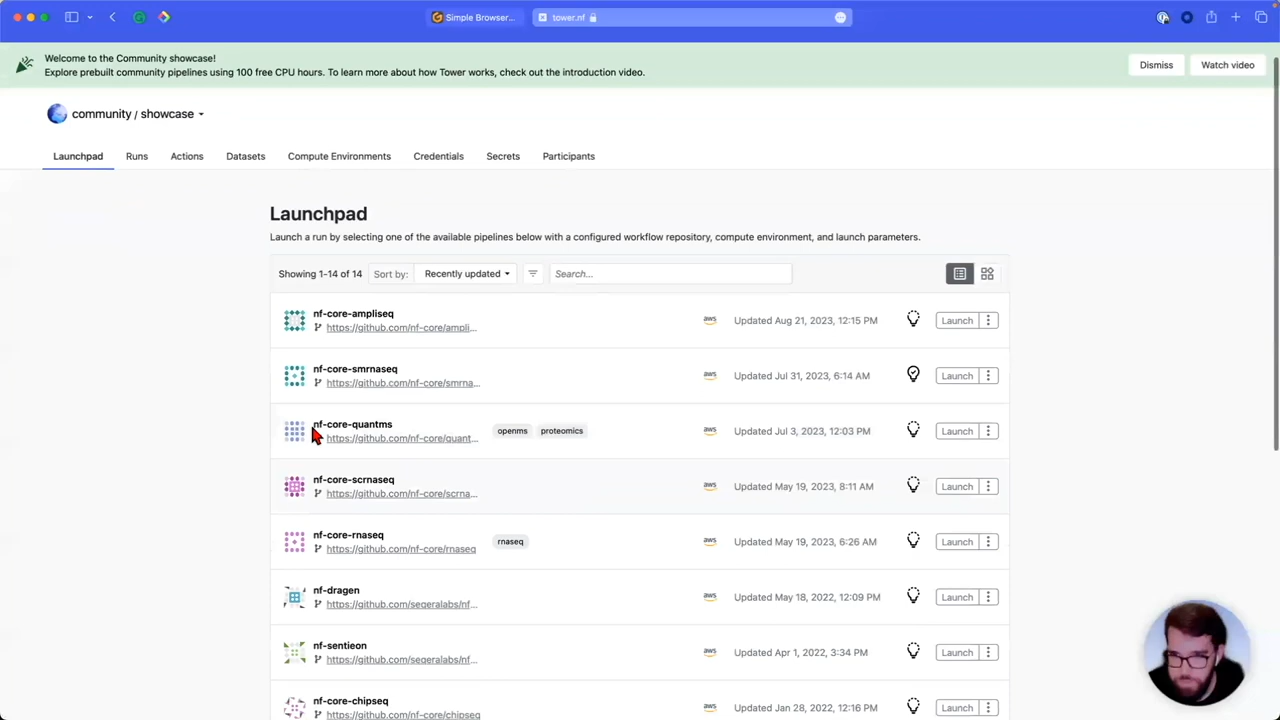 Simple Browser...
tower.nf
Welcome to the Community showcase!
Explore prebuilt community pipelines using 100 free CPU hours. To learn more about how Tower works, check out the introduction video.
Dismiss
Watch video
community / showcase
Launchpad
Runs
Actions
Datasets
Compute Environments
Credentials
Secrets
Participants
Launchpad
Launch a run by selecting one of the available pipelines below with a configured workflow repository, compute environment, and launch parameters.
Showing 1-14 of 14
Sort by:
Recently updated
Search...
nf-core-ampliseq
https://github.com/nf-core/ampli...
aws
Updated Aug 21, 2023, 12:15 PM
Launch
nf-core-smrnaseq
https://github.com/nf-core/smrna...
aws
Updated Jul 31, 2023, 6:14 AM
Launch
nf-core-quantms
https://github.com/nf-core/quant...
openms
proteomics
aws
Updated Jul 3, 2023, 12:03 PM
Launch
nf-core-scrnaseq
https://github.com/nf-core/scrna...
aws
Updated May 19, 2023, 8:11 AM
Launch
nf-core-rnaseq
https://github.com/nf-core/rnaseq
rnaseq
aws
Updated May 19, 2023, 6:26 AM
Launch
nf-dragen
https://github.com/seqeralabs/nf...
aws
Updated May 18, 2022, 12:09 PM
Launch
nf-sentieon
https://github.com/seqeralabs/nf...
aws
Updated Apr 1, 2022, 3:34 PM
Launch
nf-core-chipseq
https://github.com/nf-core/chipseq
aws
Updated Jan 28, 2022, 12:16 PM
Launch